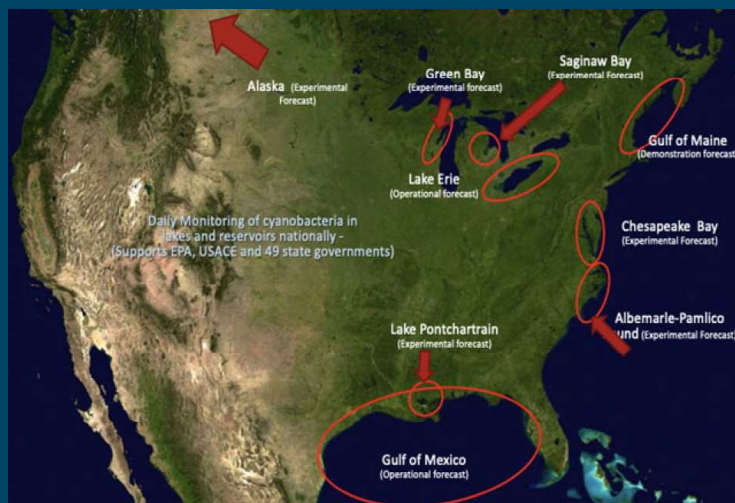 Alaska (Experimental
Forecast)
Green Bay
(Experimental forecast)
Saginaw Bay
(Experimental Forecast)
Gulf of Maine
(Demonstration forecast
Lake Erie
(Operational forecast)
Daily Monitoring of cyanobacteria in
lakes and reservoirs nationally -
(Supports EPA, USACE and 49 state governments)
Chesapeake Bay
(Experimental Forecast)
Albemarle-Pamlico
und (Experimental Forecast)
Lake Pontchartrain
(Experimental forecast)
Gulf of Mexico
(Operational forecast)